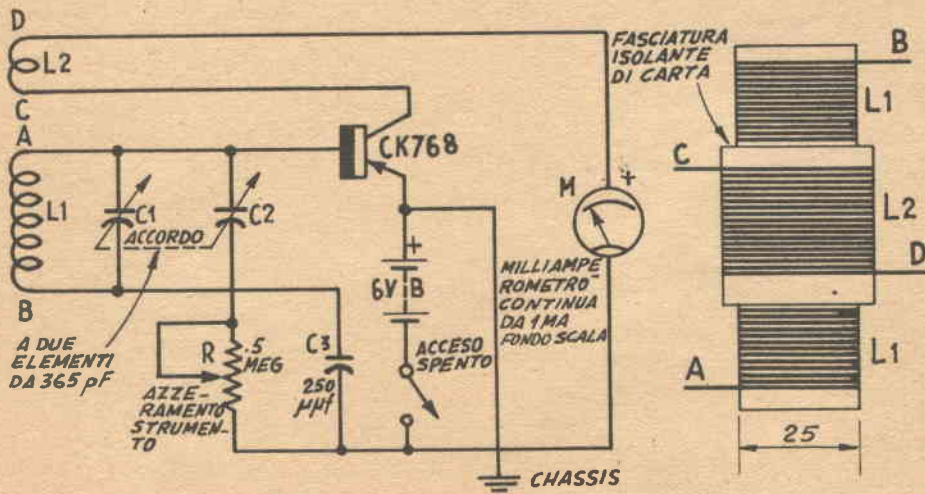 D
L2
C
A
L1
B
C1
C2
ACCORDO
A DUE
ELEMENTI
DA 365 pF
R
.5
MEG
AZZE-
RAMENTO
STRUMEN-
TO
C3
250
µµf
CK768
+
6V B
ACCESO
SPENTO
CHASSIS
M
+
MILLIAMPE
ROMETRO
CONTINUA
DA 1 MA
FONDO SCALA
FASCIATURA
ISOLANTE
DI CARTA
B
L1
C
L2
D
L1
A
25